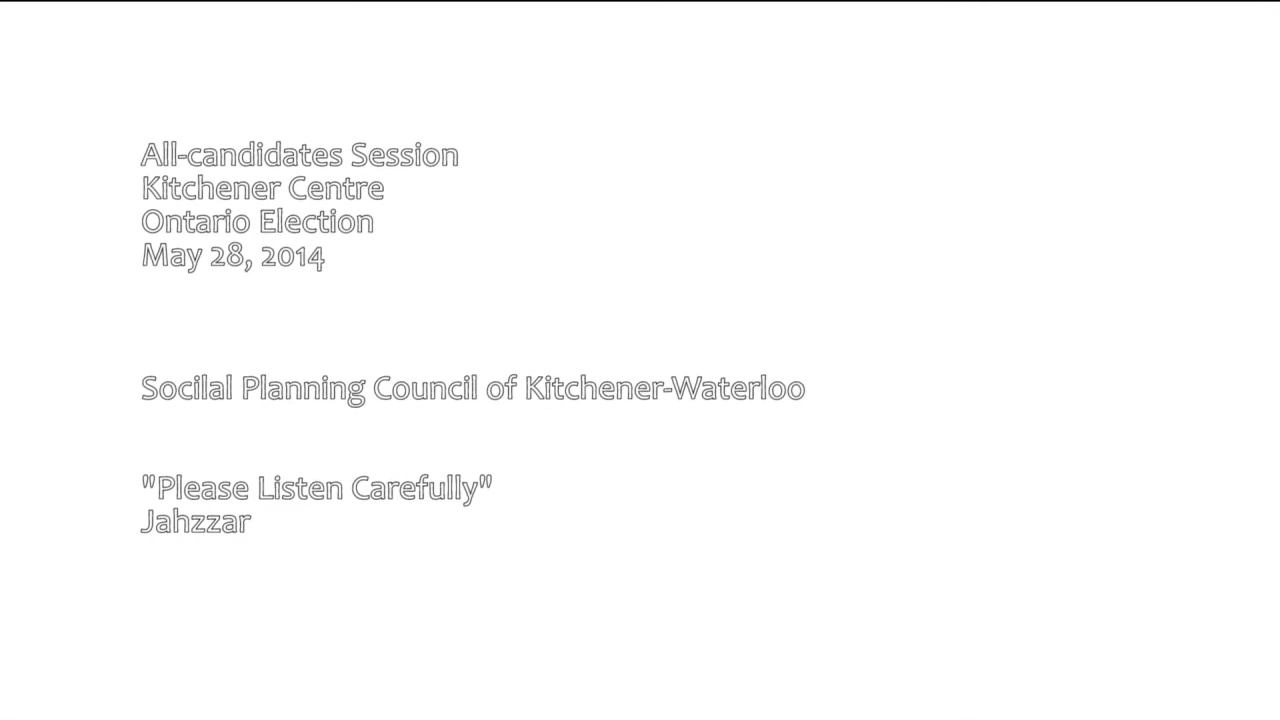 All-candidates Session
Kitchener Centre
Ontario Election
May 28, 2014
Socilal Planning Council of Kitchener-Waterloo
"Please Listen Carefully"
Jahzzar